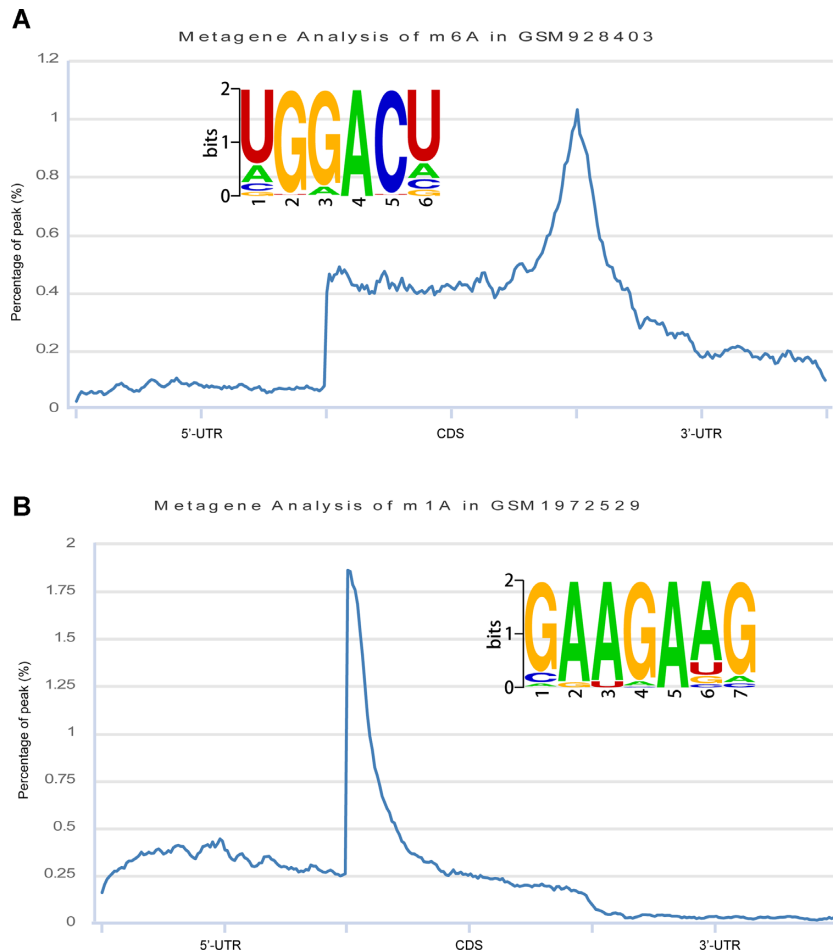 A
Metagene Analysis of m6A in GSM928403
1.2
1
0.8
0.6
0.4
0.2
0
Percentage of peak (%)
2
1
0
bits
UGGACU
A A A
C C
G G
1 2 3 4 5 6
5'-UTR CDS 3'-UTR
B
Metagene Analysis of m1A in GSM1972529
2
1.75
1.5
1.25
1
0.75
0.5
0.25
0
Percentage of peak (%)
2
1
0
bits
GAAGAAG
C G U A U A
A G C
1 2 3 4 5 6 7
5'-UTR CDS 3'-UTR